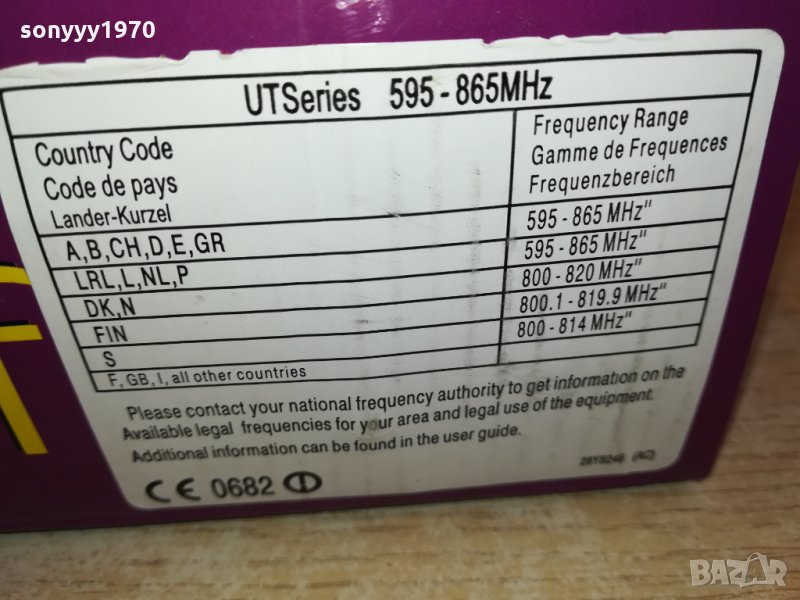 sonyyy1970
UTSeries 595-865MHz
Country Code
Code de pays
Lander-Kurzel
Frequency Range
Gamme de Frequences
Frequenzbereich
A,B,CH,D,E,GR 595-865 MHz"
LRL,L,NL,P 595-865 MHz"
DK,N 800-820 MHz"
FIN 800.1-819.9 MHz"
S 800-814 MHz"
F, GB, I, all other countries
Please contact your national frequency authority to get information on the
Available legal frequencies for your area and legal use of the equipment.
Additional information can be found in the user guide.
CE 0682
28Y8246 (AC)
BAZAR